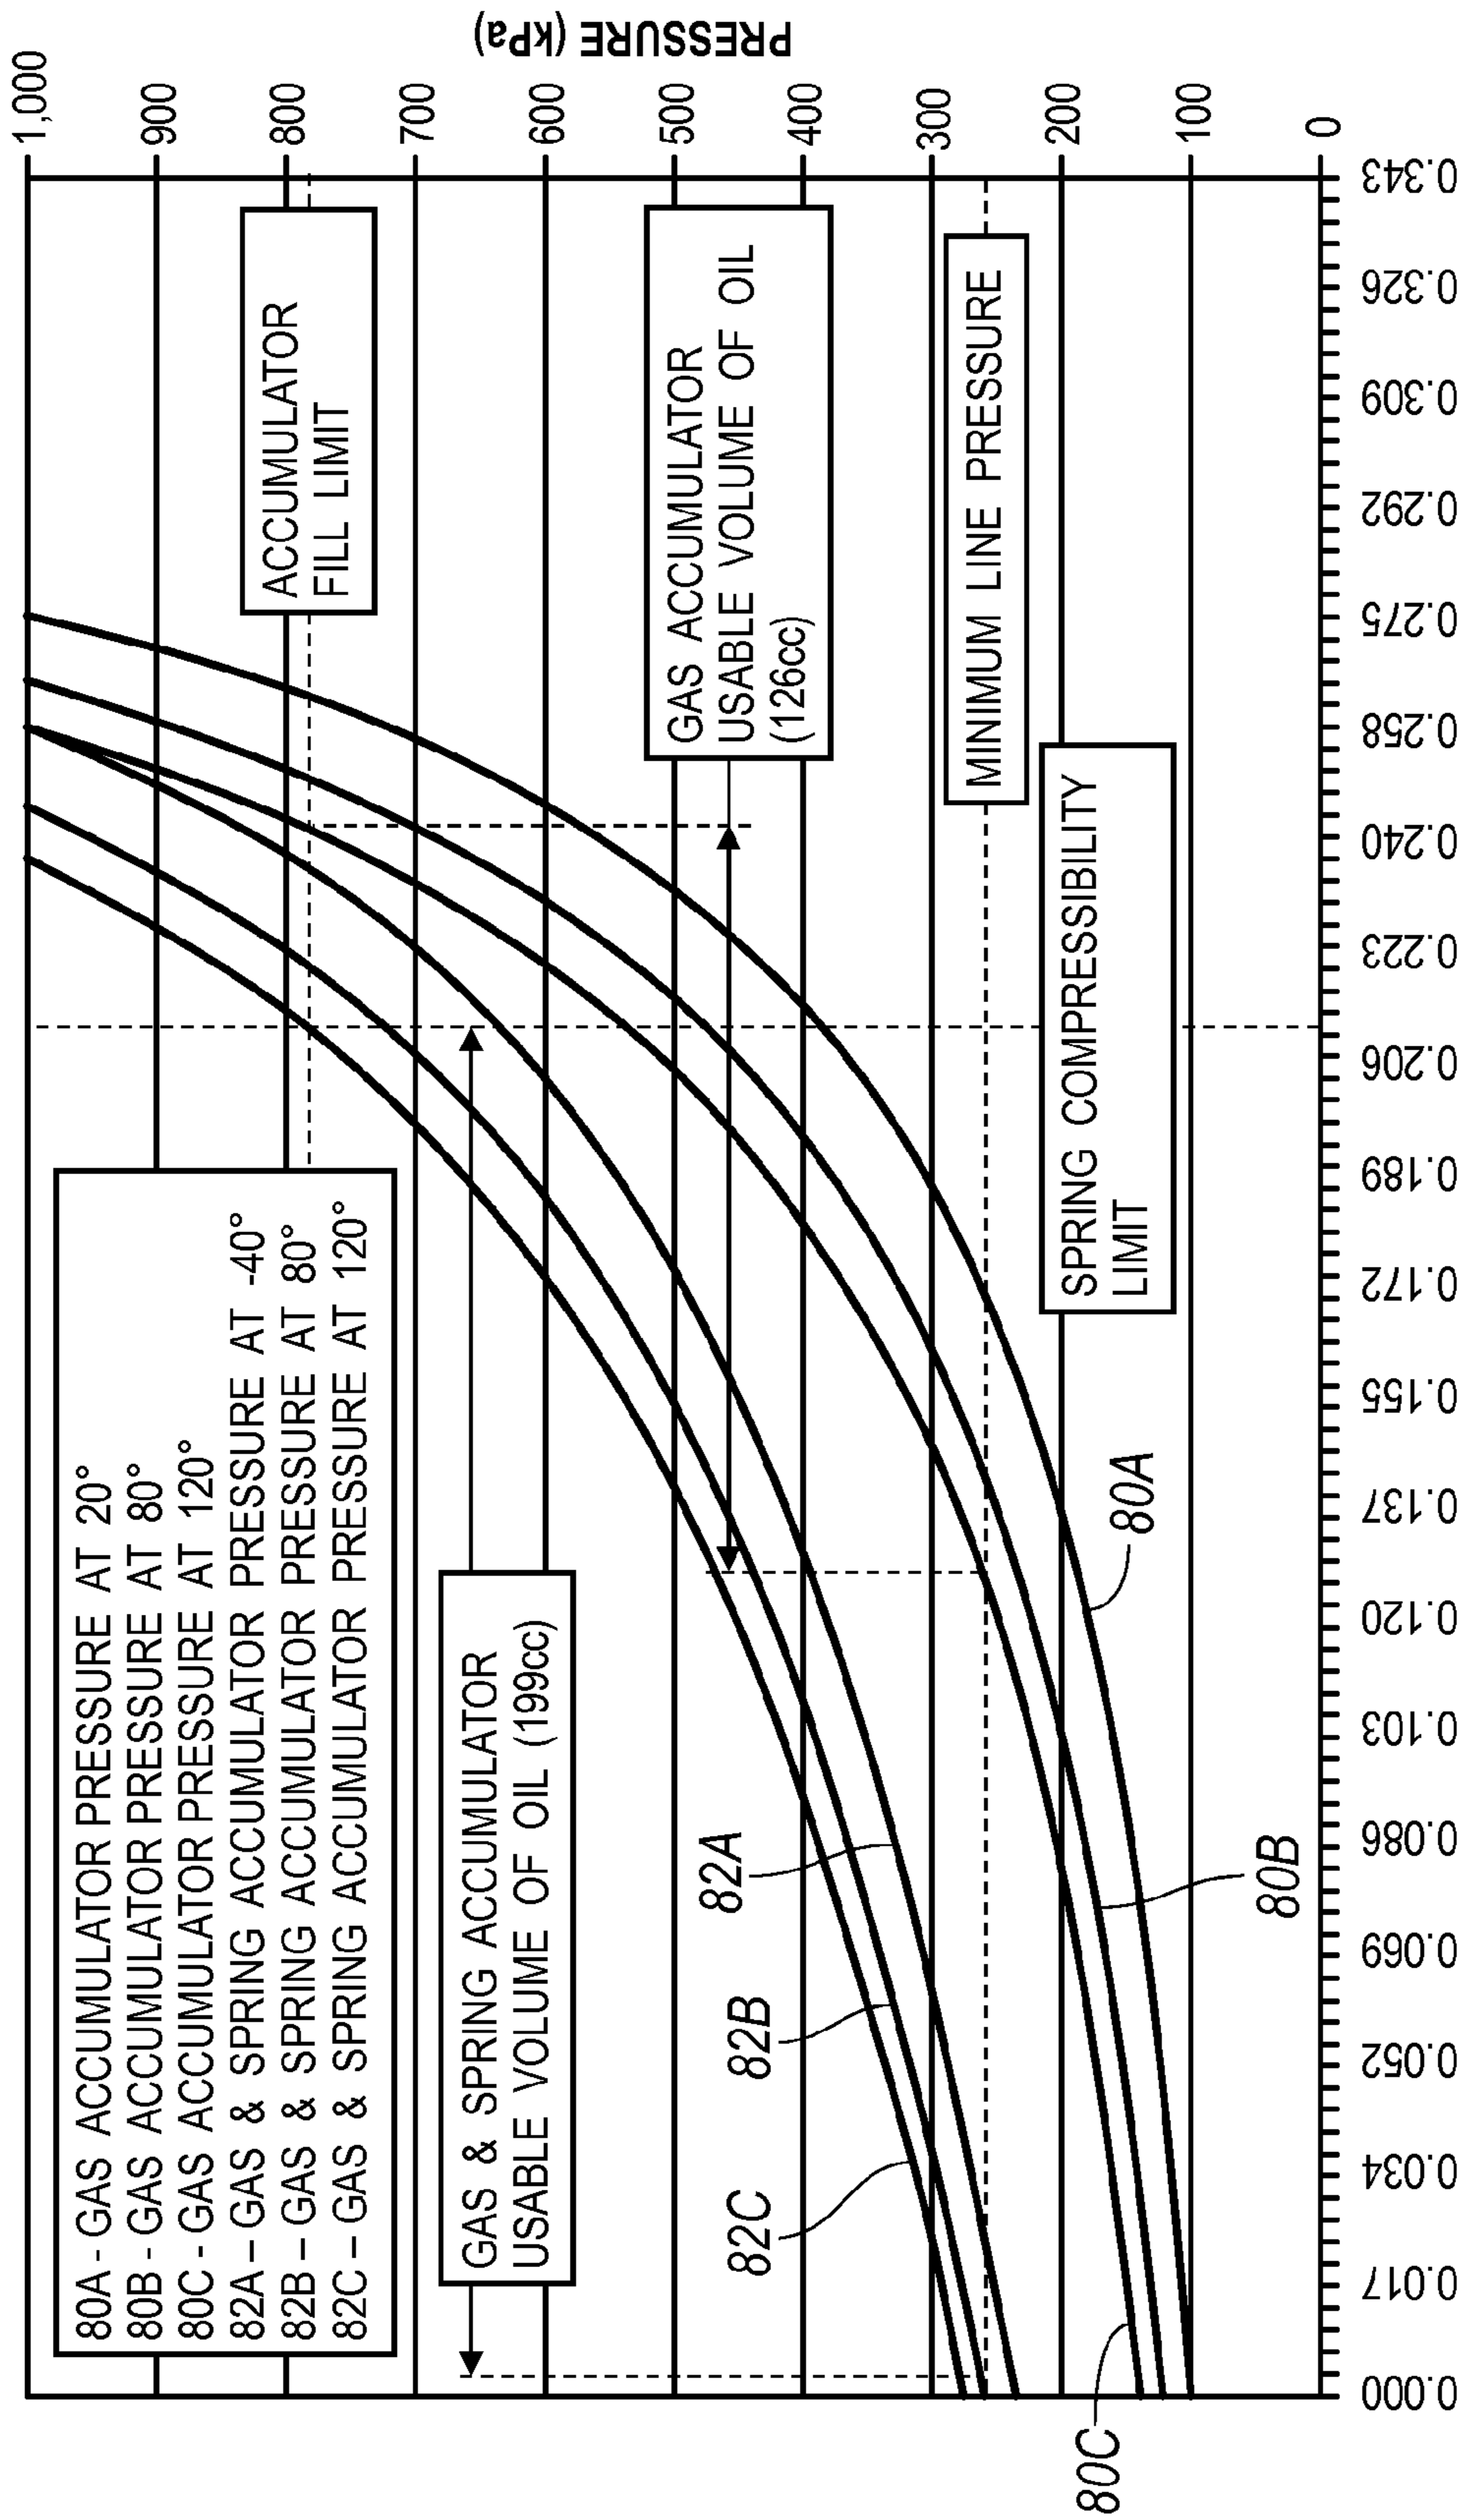 80A - GAS ACCUMULATOR PRESSURE AT 20°
80B - GAS ACCUMULATOR PRESSURE AT 80°
80C - GAS ACCUMULATOR PRESSURE AT 120°
82A – GAS & SPRING ACCUMULATOR PRESSURE AT -40°
82B – GAS & SPRING ACCUMULATOR PRESSURE AT 80°
82C – GAS & SPRING ACCUMULATOR PRESSURE AT 120°
ACCUMULATOR
FILL LIMIT
GAS & SPRING ACCUMULATOR
USABLE VOLUME OF OIL (199cc)
GAS ACCUMULATOR
USABLE VOLUME OF OIL
(126cc)
MINIMUM LINE PRESSURE
SPRING COMPRESSIBILITY
LIMIT
82C
82B
82A
80C
80B
80A
1,000
900
800
700
600
500
400
300
200
100
0
PRESSURE (kPa)
0.000
0.017
0.034
0.052
0.069
0.086
0.103
0.120
0.137
0.155
0.172
0.189
0.206
0.223
0.240
0.258
0.275
0.292
0.309
0.326
0.343